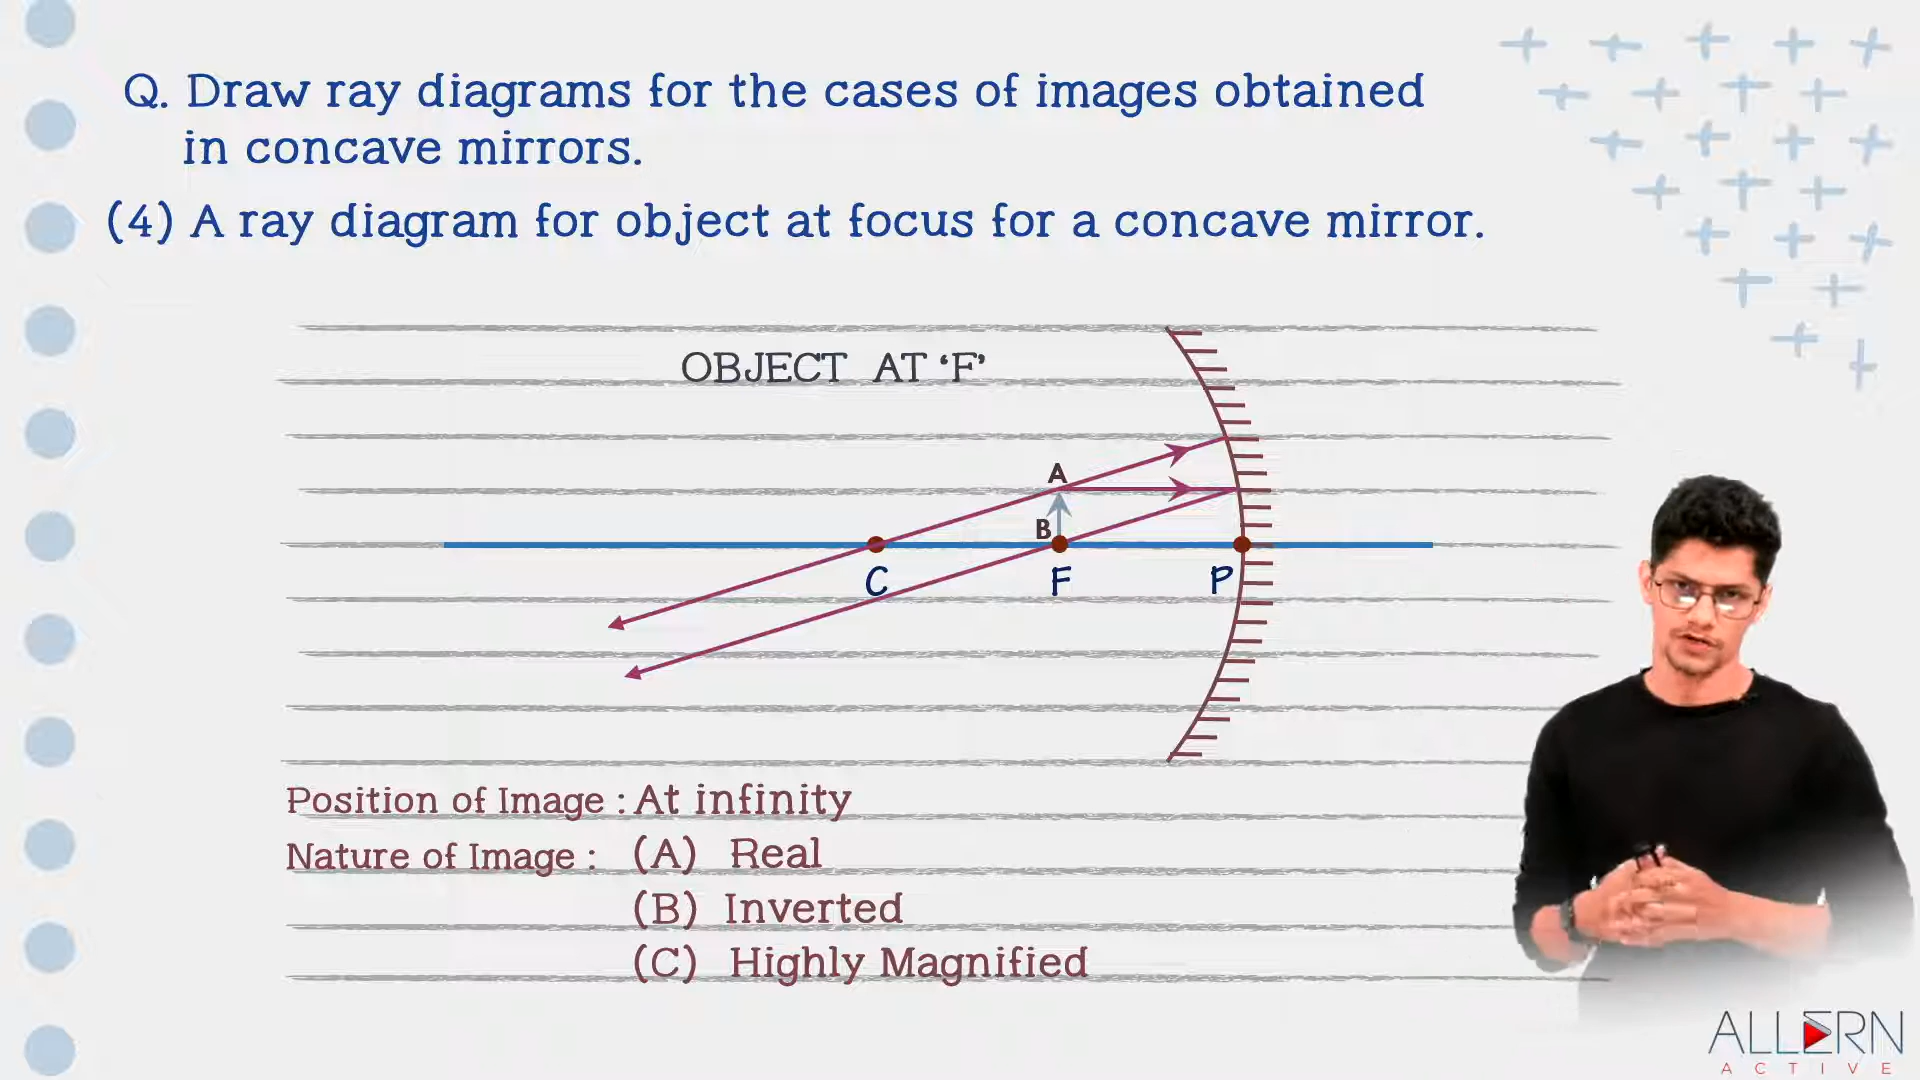 Q. Draw ray diagrams for the cases of images obtained
in concave mirrors.
(4) A ray diagram for object at focus for a concave mirror.
OBJECT AT ‘F’
A
B
C F P
Position of Image : At infinity
Nature of Image : (A) Real
(B) Inverted
(C) Highly Magnified
ALLERN
ACTIVE